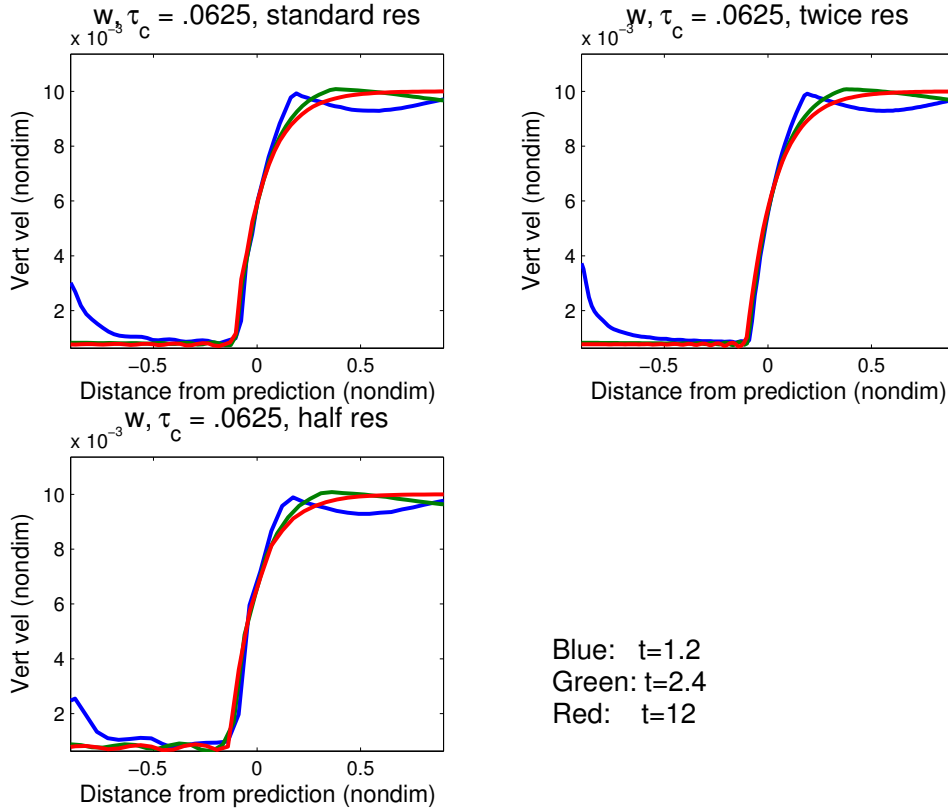 w, τc = .0625, standard res
x 10⁻³
10
8
6
4
2
Vert vel (nondim)
−0.5 0 0.5
Distance from prediction (nondim)
w, τc = .0625, twice res
x 10⁻³
10
8
6
4
2
Vert vel (nondim)
−0.5 0 0.5
Distance from prediction (nondim)
w, τc = .0625, half res
x 10⁻³
10
8
6
4
2
Vert vel (nondim)
−0.5 0 0.5
Distance from prediction (nondim)
Blue: t=1.2
Green: t=2.4
Red: t=12